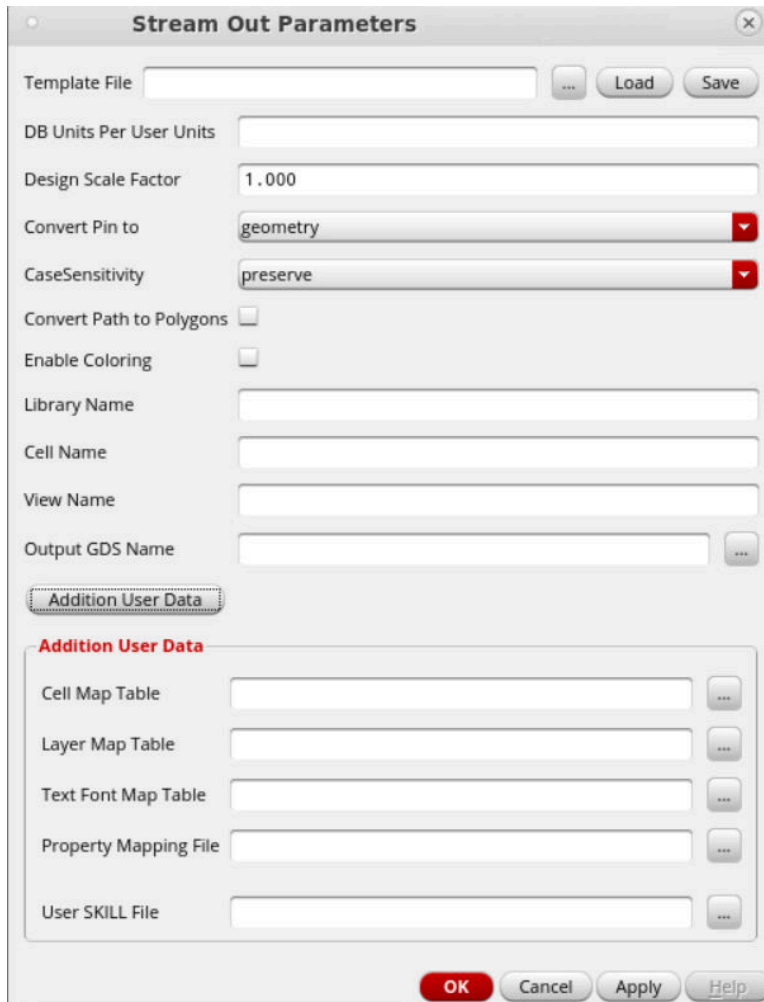 Stream Out Parameters
Template File ... Load Save
DB Units Per User Units
Design Scale Factor 1.000
Convert Pin to geometry
CaseSensitivity preserve
Convert Path to Polygons
Enable Coloring
Library Name
Cell Name
View Name
Output GDS Name ...
Addition User Data
Addition User Data
Cell Map Table ...
Layer Map Table ...
Text Font Map Table ...
Property Mapping File ...
User SKILL File ...
OK Cancel Apply Help